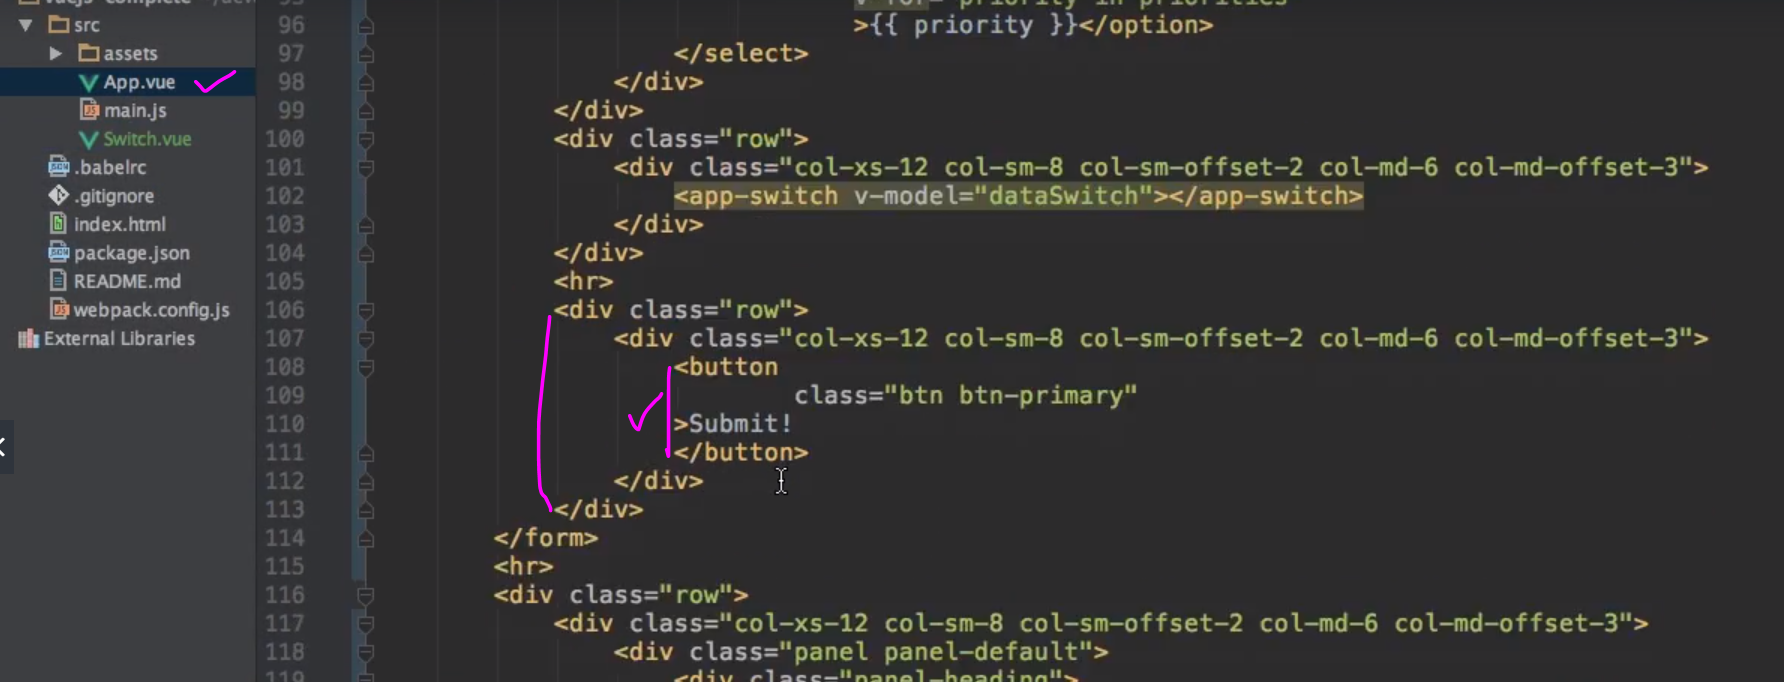 src
assets
App.vue
main.js
Switch.vue
.babelrc
.gitignore
index.html
package.json
README.md
webpack.config.js
External Libraries
96 >{{ priority }}</option>
97 </select>
98 </div>
99 </div>
100 <div class="row">
101 <div class="col-xs-12 col-sm-8 col-sm-offset-2 col-md-6 col-md-offset-3">
102 <app-switch v-model="dataSwitch"></app-switch>
103 </div>
104 </div>
105 <hr>
106 <div class="row">
107 <div class="col-xs-12 col-sm-8 col-sm-offset-2 col-md-6 col-md-offset-3">
108 <button
109 class="btn btn-primary"
110 >Submit!
111 </button>
112 </div>
113 </div>
114 </form>
115 <hr>
116 <div class="row">
117 <div class="col-xs-12 col-sm-8 col-sm-offset-2 col-md-6 col-md-offset-3">
118 <div class="panel panel-default">
119 <div class="panel-heading">